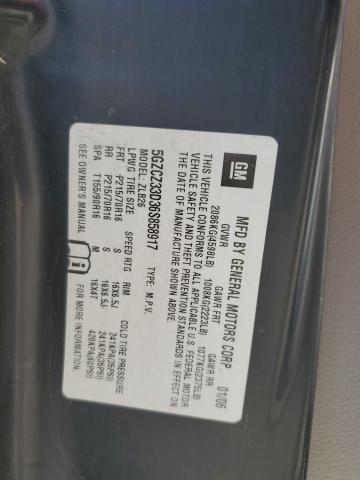 GM
MFD BY GENERAL MOTORS CORP 01/06
GVWR GAWR FRT GAWR RR
2086KG(4598LB) 1008KG(2223LB) 1077KG(2375LB)
THIS VEHICLE CONFORMS TO ALL APPLICABLE U.S. FEDERAL MOTOR
VEHICLE SAFETY AND THEFT PREVENTION STANDARDS IN EFFECT ON
THE DATE OF MANUFACTURE SHOWN ABOVE.
5GZCZ33D36S858917 TYPE: M.P.V.
MODEL: ZLB26
LPWG TIRE SIZE SPEED RTG RIM COLD TIRE PRESSURE
FRT P215/70R16 S 16X6.5J 241KPA(35PSI)
RR P215/70R16 S 16X6.5J 241KPA(35PSI)
SPA T155/90R16 M 16X4T 420KPA(60PSI)
SEE OWNER'S MANUAL FOR MORE INFORMATION.